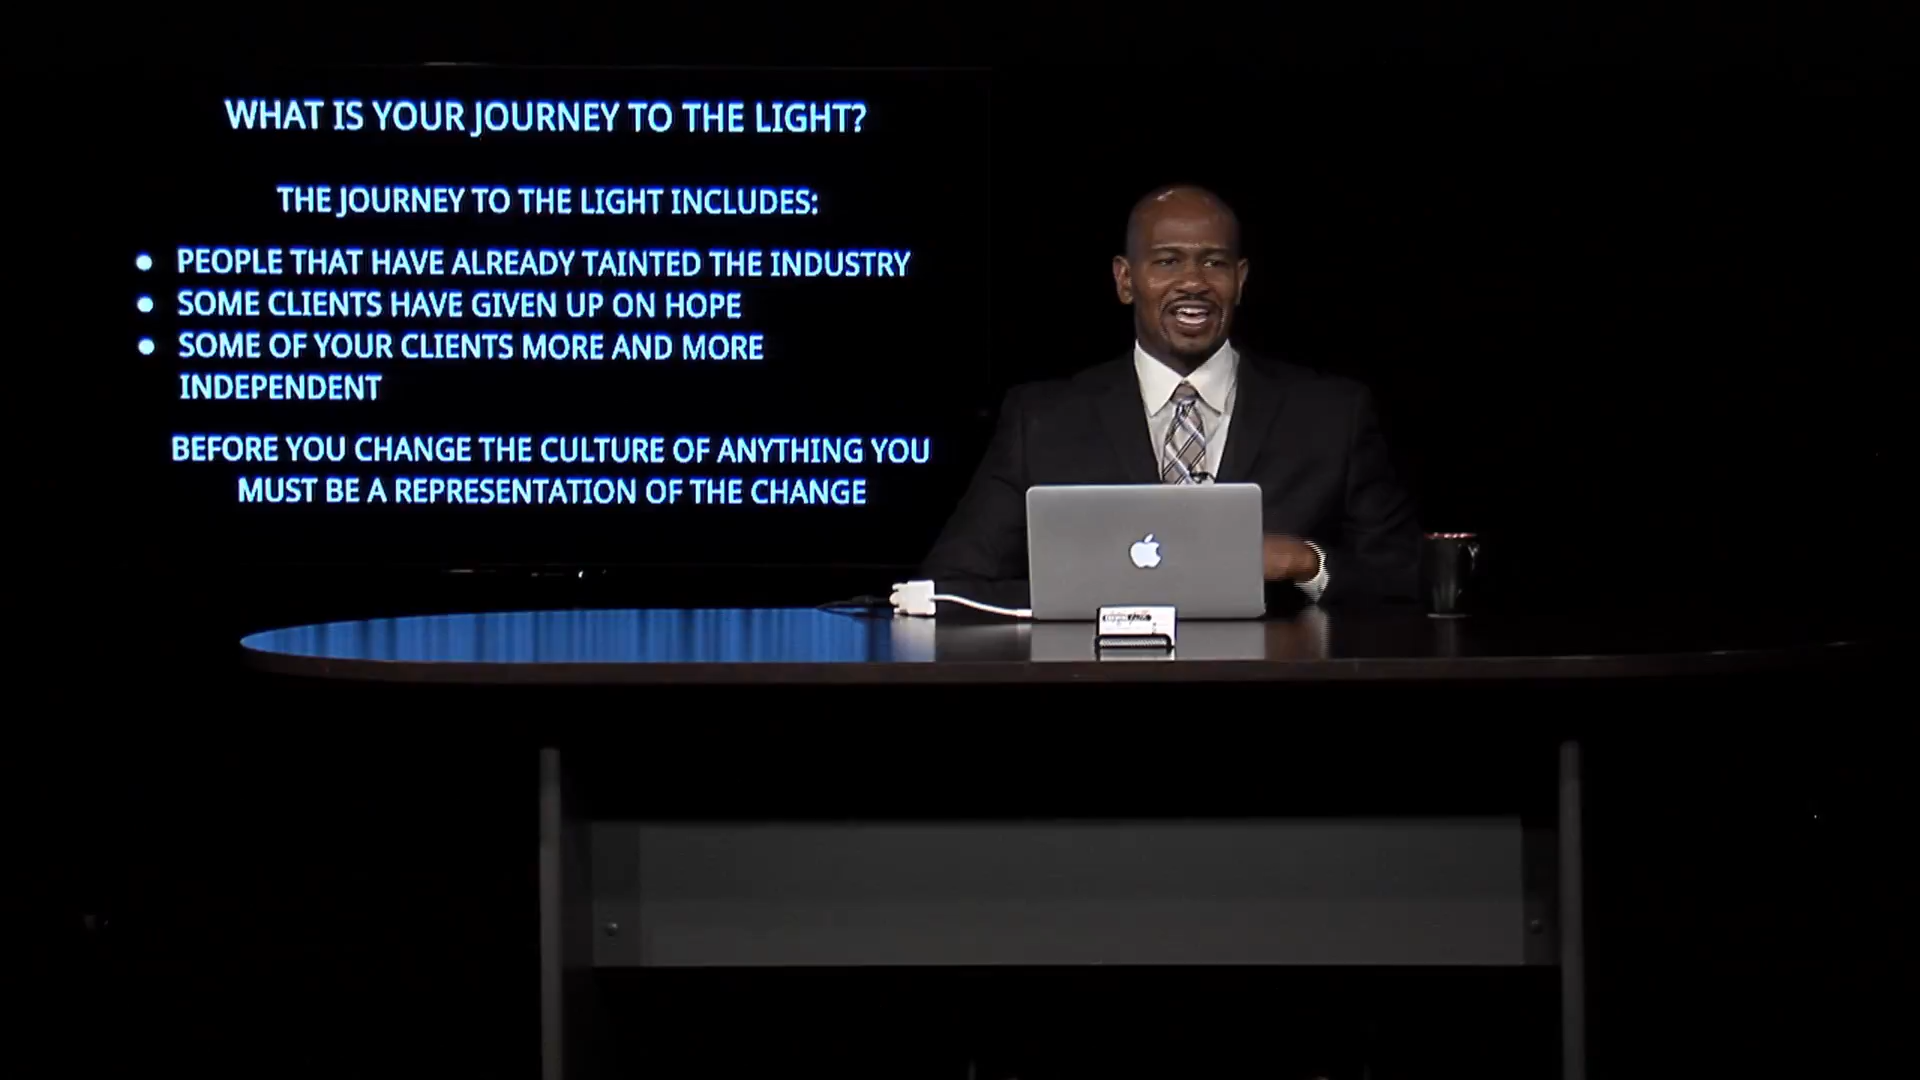 WHAT IS YOUR JOURNEY TO THE LIGHT?
THE JOURNEY TO THE LIGHT INCLUDES:
● PEOPLE THAT HAVE ALREADY TAINTED THE INDUSTRY
● SOME CLIENTS HAVE GIVEN UP ON HOPE
● SOME OF YOUR CLIENTS MORE AND MORE
INDEPENDENT
BEFORE YOU CHANGE THE CULTURE OF ANYTHING YOU
MUST BE A REPRESENTATION OF THE CHANGE